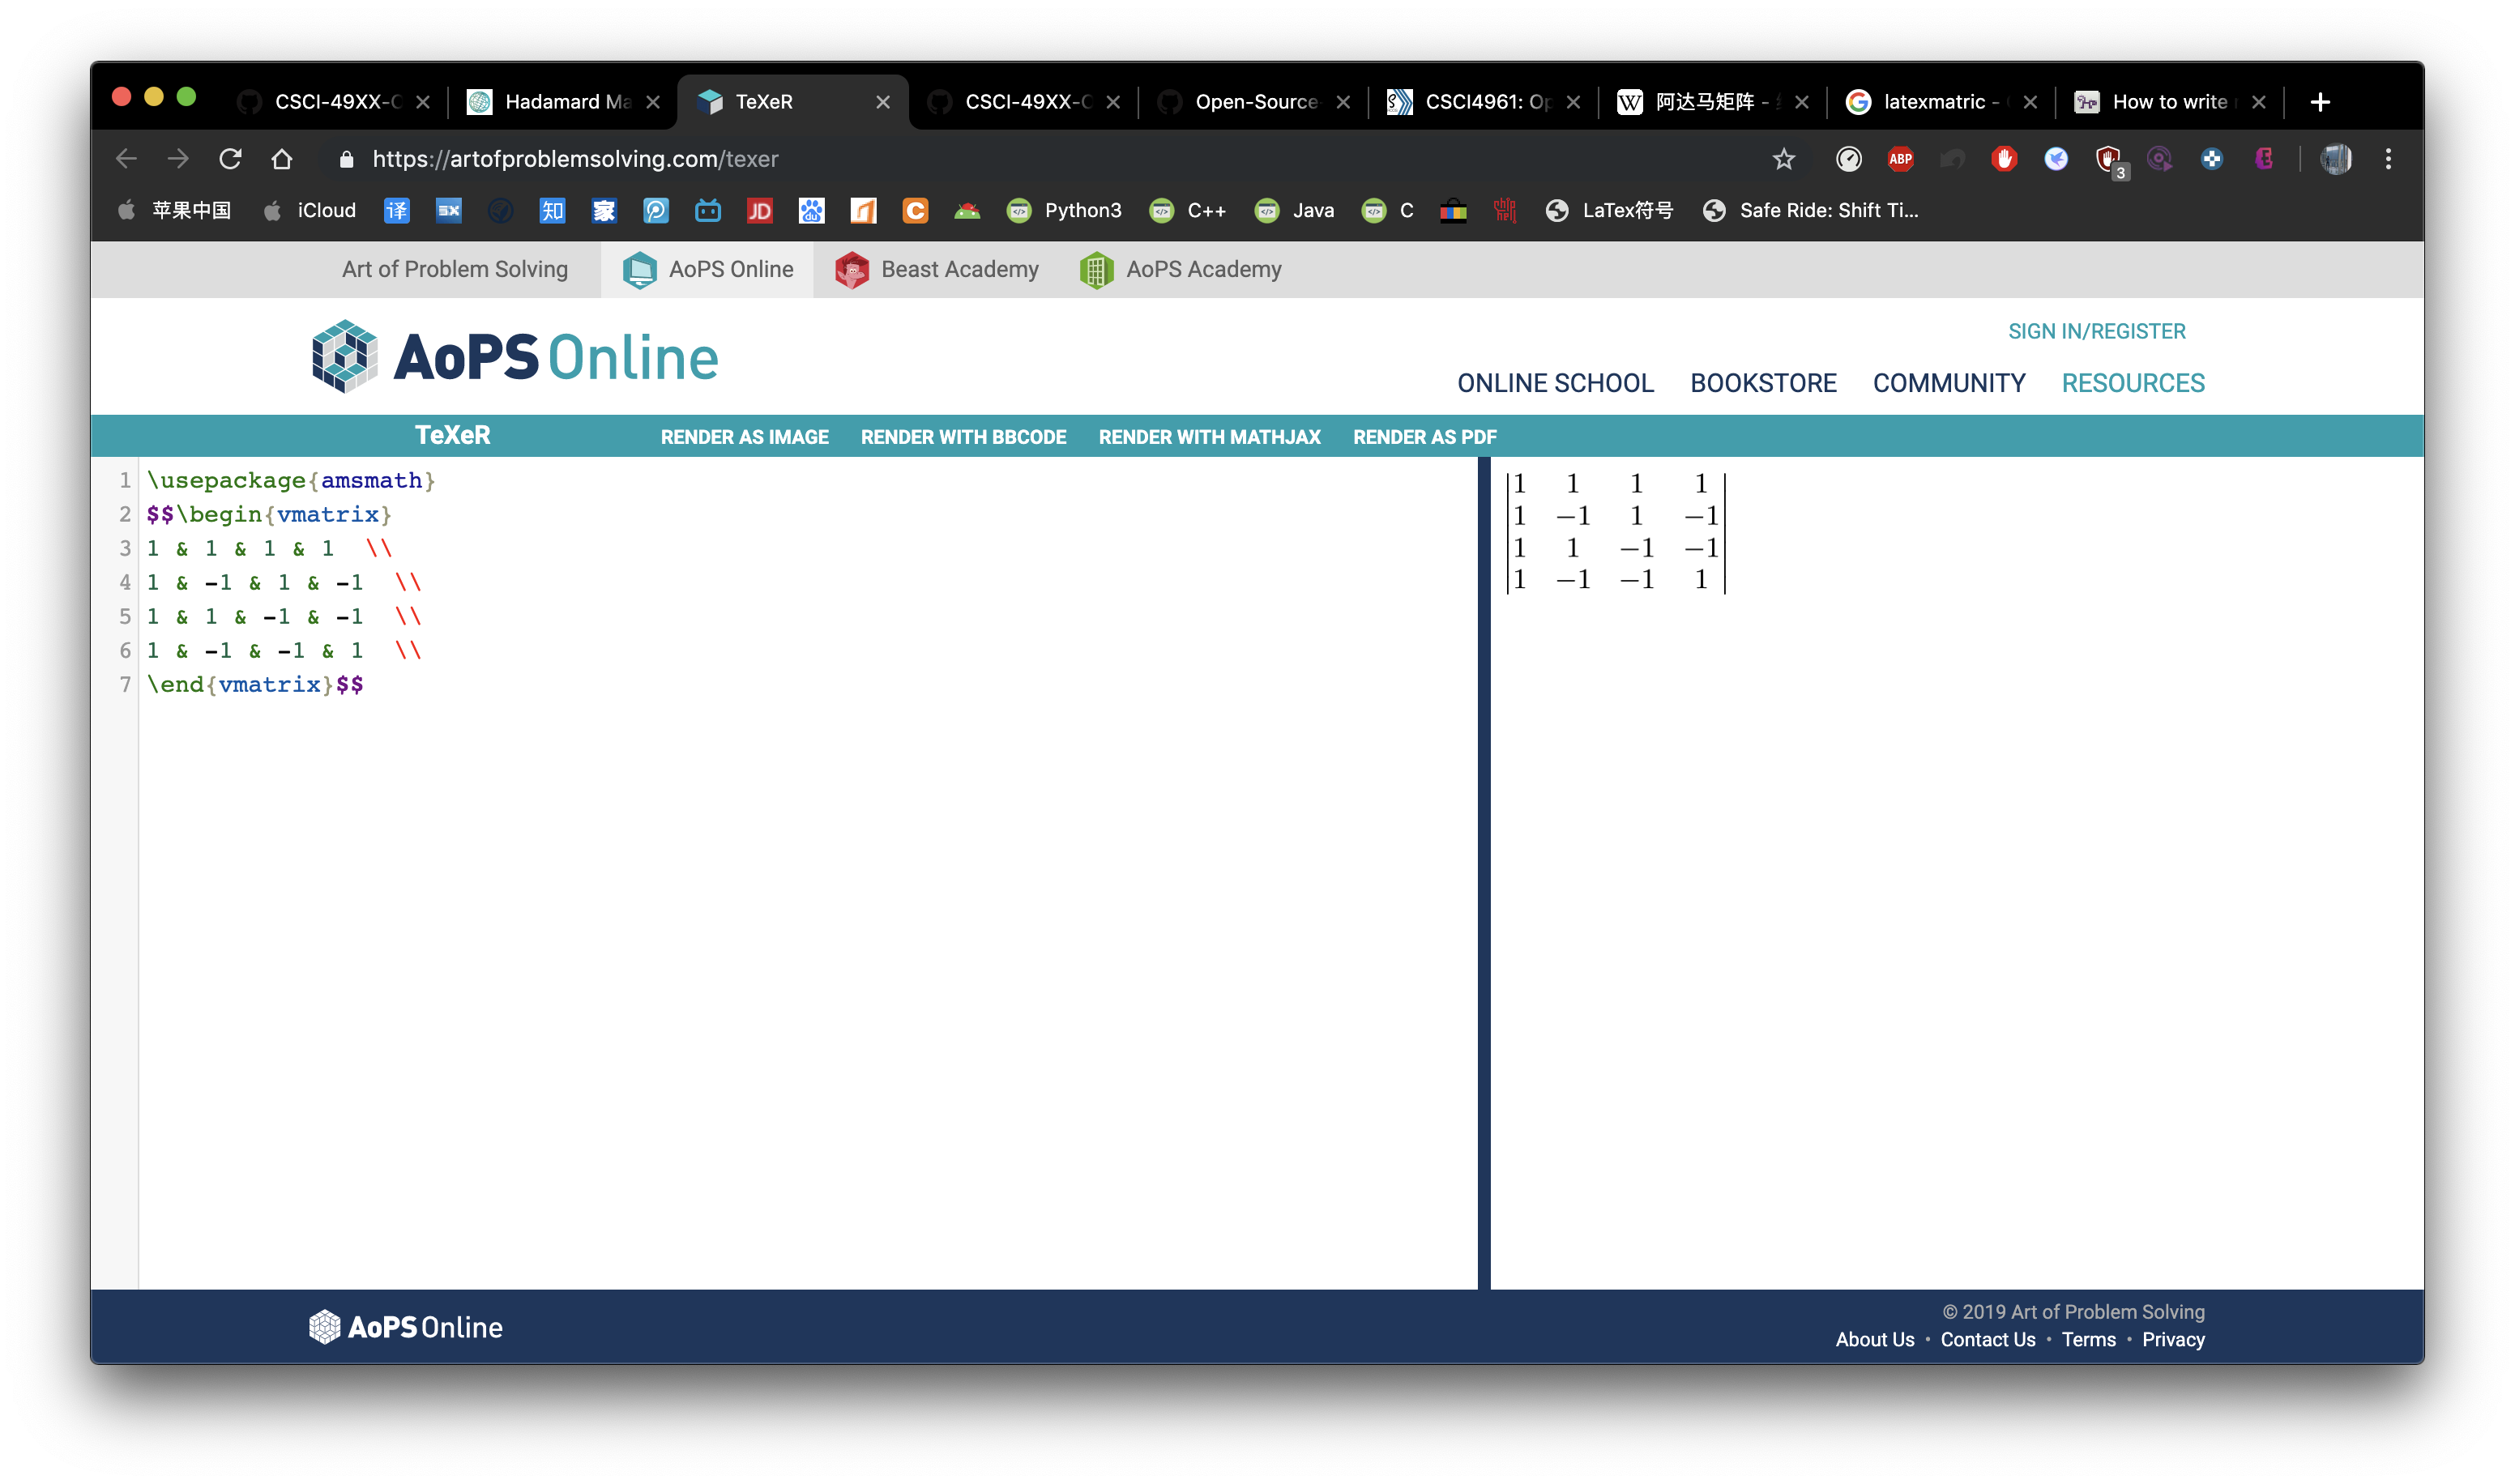 CSCI-49XX-O Hadamard Ma TeXeR CSCI-49XX-O Open-Source- CSCI4961: Op 阿达马矩阵 - latexmatric - How to write
https://artofproblemsolving.com/texer ABP 3
苹果中国 iCloud 译 SX 知 家 JD du C Python3 C++ Java C chip hell LaTex符号 Safe Ride: Shift Ti...
Art of Problem Solving AoPS Online Beast Academy AoPS Academy
AoPS Online
SIGN IN/REGISTER
ONLINE SCHOOL BOOKSTORE COMMUNITY RESOURCES
TeXeR RENDER AS IMAGE RENDER WITH BBCODE RENDER WITH MATHJAX RENDER AS PDF
1 \usepackage{amsmath}
2 $$\begin{vmatrix}
3 1 & 1 & 1 & 1 \\
4 1 & -1 & 1 & -1 \\
5 1 & 1 & -1 & -1 \\
6 1 & -1 & -1 & 1 \\
7 \end{vmatrix}$$
1 1 1 1
1 −1 1 −1
1 1 −1 −1
1 −1 −1 1
AoPS Online
© 2019 Art of Problem Solving
About Us • Contact Us • Terms • Privacy